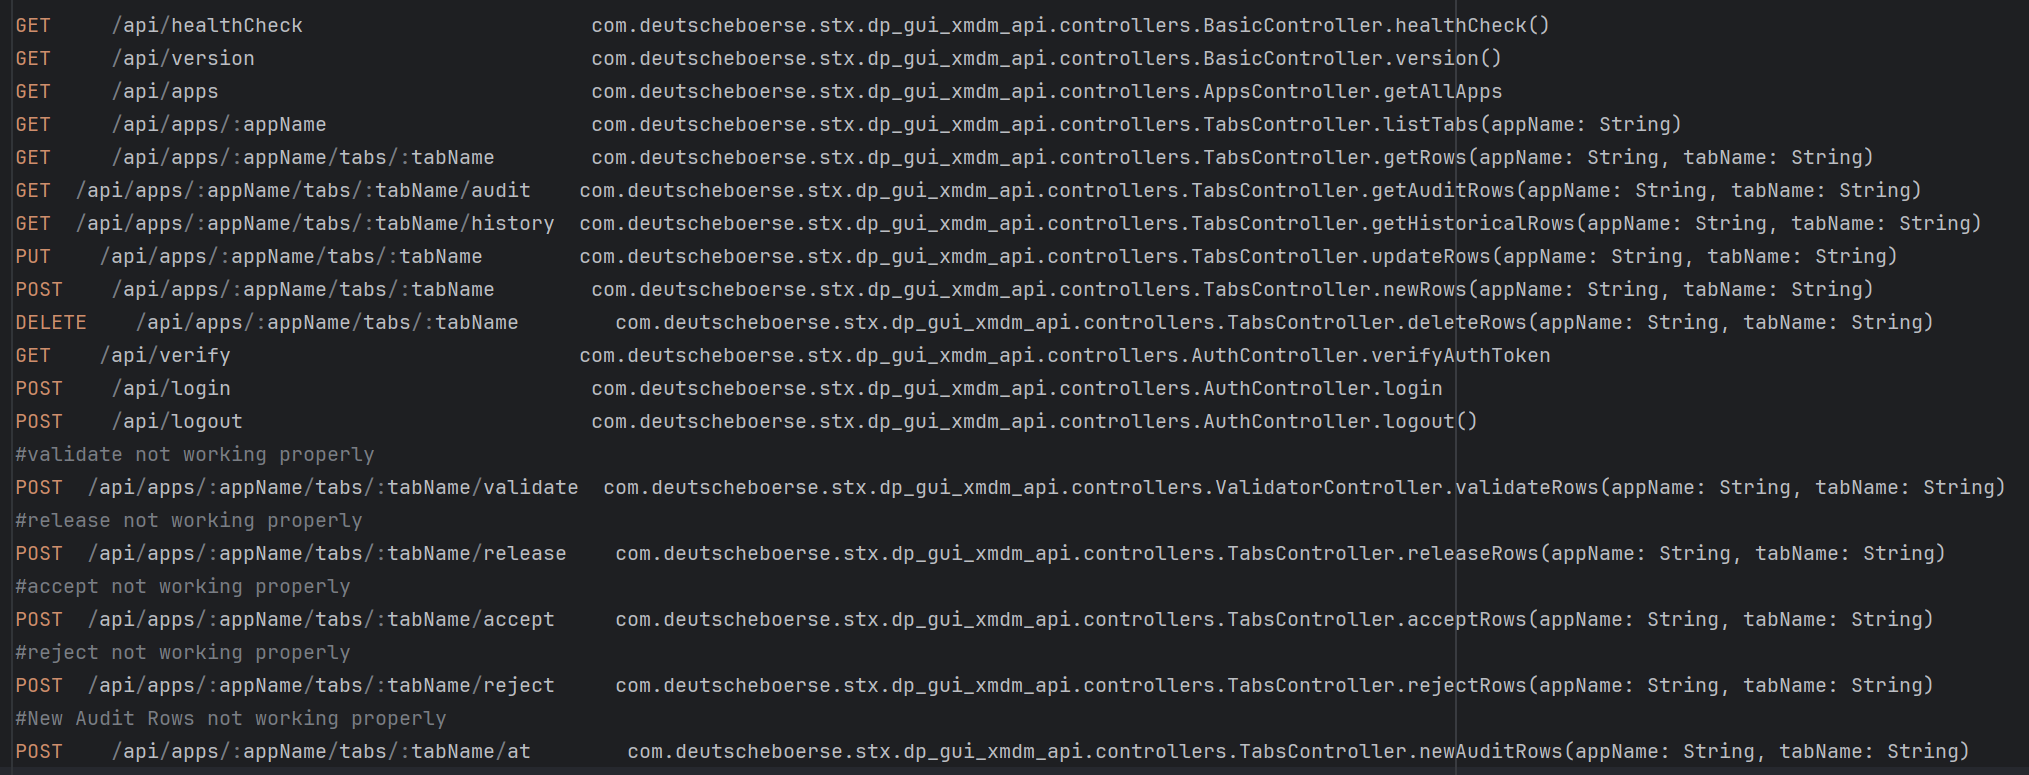 GET /api/healthCheck com.deutscheboerse.stx.dp_gui_xmdm_api.controllers.BasicController.healthCheck()
GET /api/version com.deutscheboerse.stx.dp_gui_xmdm_api.controllers.BasicController.version()
GET /api/apps com.deutscheboerse.stx.dp_gui_xmdm_api.controllers.AppsController.getAllApps
GET /api/apps/:appName com.deutscheboerse.stx.dp_gui_xmdm_api.controllers.TabsController.listTabs(appName: String)
GET /api/apps/:appName/tabs/:tabName com.deutscheboerse.stx.dp_gui_xmdm_api.controllers.TabsController.getRows(appName: String, tabName: String)
GET /api/apps/:appName/tabs/:tabName/audit com.deutscheboerse.stx.dp_gui_xmdm_api.controllers.TabsController.getAuditRows(appName: String, tabName: String)
GET /api/apps/:appName/tabs/:tabName/history com.deutscheboerse.stx.dp_gui_xmdm_api.controllers.TabsController.getHistoricalRows(appName: String, tabName: String)
PUT /api/apps/:appName/tabs/:tabName com.deutscheboerse.stx.dp_gui_xmdm_api.controllers.TabsController.updateRows(appName: String, tabName: String)
POST /api/apps/:appName/tabs/:tabName com.deutscheboerse.stx.dp_gui_xmdm_api.controllers.TabsController.newRows(appName: String, tabName: String)
DELETE /api/apps/:appName/tabs/:tabName com.deutscheboerse.stx.dp_gui_xmdm_api.controllers.TabsController.deleteRows(appName: String, tabName: String)
GET /api/verify com.deutscheboerse.stx.dp_gui_xmdm_api.controllers.AuthController.verifyAuthToken
POST /api/login com.deutscheboerse.stx.dp_gui_xmdm_api.controllers.AuthController.login
POST /api/logout com.deutscheboerse.stx.dp_gui_xmdm_api.controllers.AuthController.logout()
#validate not working properly
POST /api/apps/:appName/tabs/:tabName/validate com.deutscheboerse.stx.dp_gui_xmdm_api.controllers.ValidatorController.validateRows(appName: String, tabName: String)
#release not working properly
POST /api/apps/:appName/tabs/:tabName/release com.deutscheboerse.stx.dp_gui_xmdm_api.controllers.TabsController.releaseRows(appName: String, tabName: String)
#accept not working properly
POST /api/apps/:appName/tabs/:tabName/accept com.deutscheboerse.stx.dp_gui_xmdm_api.controllers.TabsController.acceptRows(appName: String, tabName: String)
#reject not working properly
POST /api/apps/:appName/tabs/:tabName/reject com.deutscheboerse.stx.dp_gui_xmdm_api.controllers.TabsController.rejectRows(appName: String, tabName: String)
#New Audit Rows not working properly
POST /api/apps/:appName/tabs/:tabName/at com.deutscheboerse.stx.dp_gui_xmdm_api.controllers.TabsController.newAuditRows(appName: String, tabName: String)